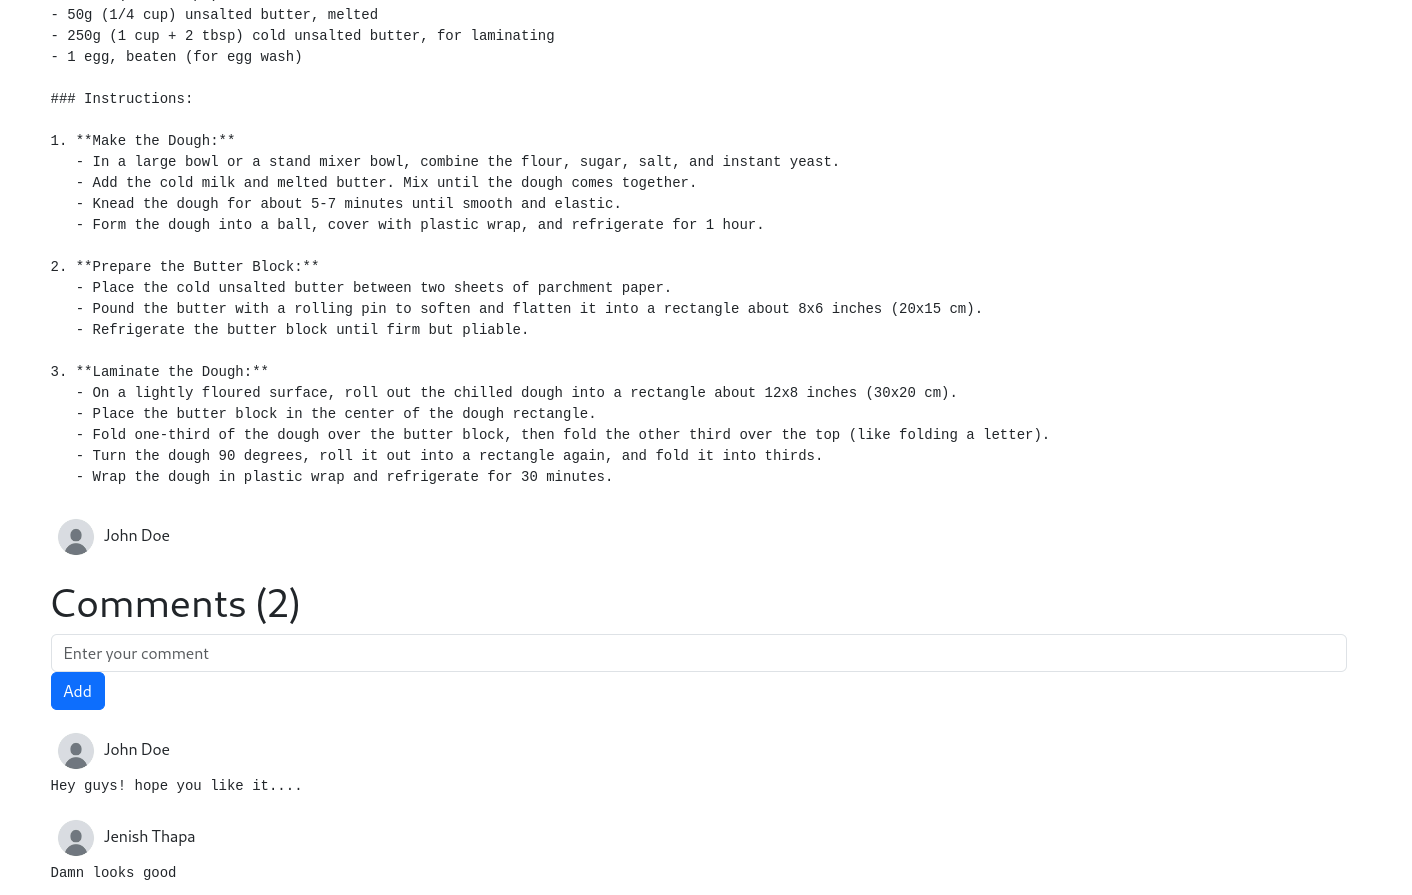 - 50g (1/4 cup) unsalted butter, melted
- 250g (1 cup + 2 tbsp) cold unsalted butter, for laminating
- 1 egg, beaten (for egg wash)
### Instructions:
1. **Make the Dough:**
- In a large bowl or a stand mixer bowl, combine the flour, sugar, salt, and instant yeast.
- Add the cold milk and melted butter. Mix until the dough comes together.
- Knead the dough for about 5-7 minutes until smooth and elastic.
- Form the dough into a ball, cover with plastic wrap, and refrigerate for 1 hour.
2. **Prepare the Butter Block:**
- Place the cold unsalted butter between two sheets of parchment paper.
- Pound the butter with a rolling pin to soften and flatten it into a rectangle about 8x6 inches (20x15 cm).
- Refrigerate the butter block until firm but pliable.
3. **Laminate the Dough:**
- On a lightly floured surface, roll out the chilled dough into a rectangle about 12x8 inches (30x20 cm).
- Place the butter block in the center of the dough rectangle.
- Fold one-third of the dough over the butter block, then fold the other third over the top (like folding a letter).
- Turn the dough 90 degrees, roll it out into a rectangle again, and fold it into thirds.
- Wrap the dough in plastic wrap and refrigerate for 30 minutes.
John Doe
Comments (2)
Enter your comment
Add
John Doe
Hey guys! hope you like it....
Jenish Thapa
Damn looks good